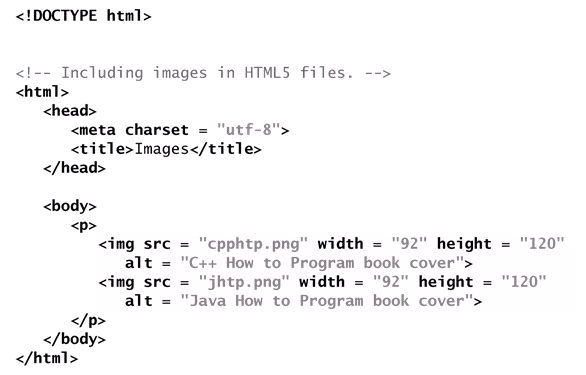 <!DOCTYPE html>
<!-- Including images in HTML5 files. -->
<html>
<head>
<meta charset = "utf-8">
<title>Images</title>
</head>
<body>
<p>
<img src = "cpphtp.png" width = "92" height = "120"
alt = "C++ How to Program book cover">
<img src = "jhtp.png" width = "92" height = "120"
alt = "Java How to Program book cover">
</p>
</body>
</html>